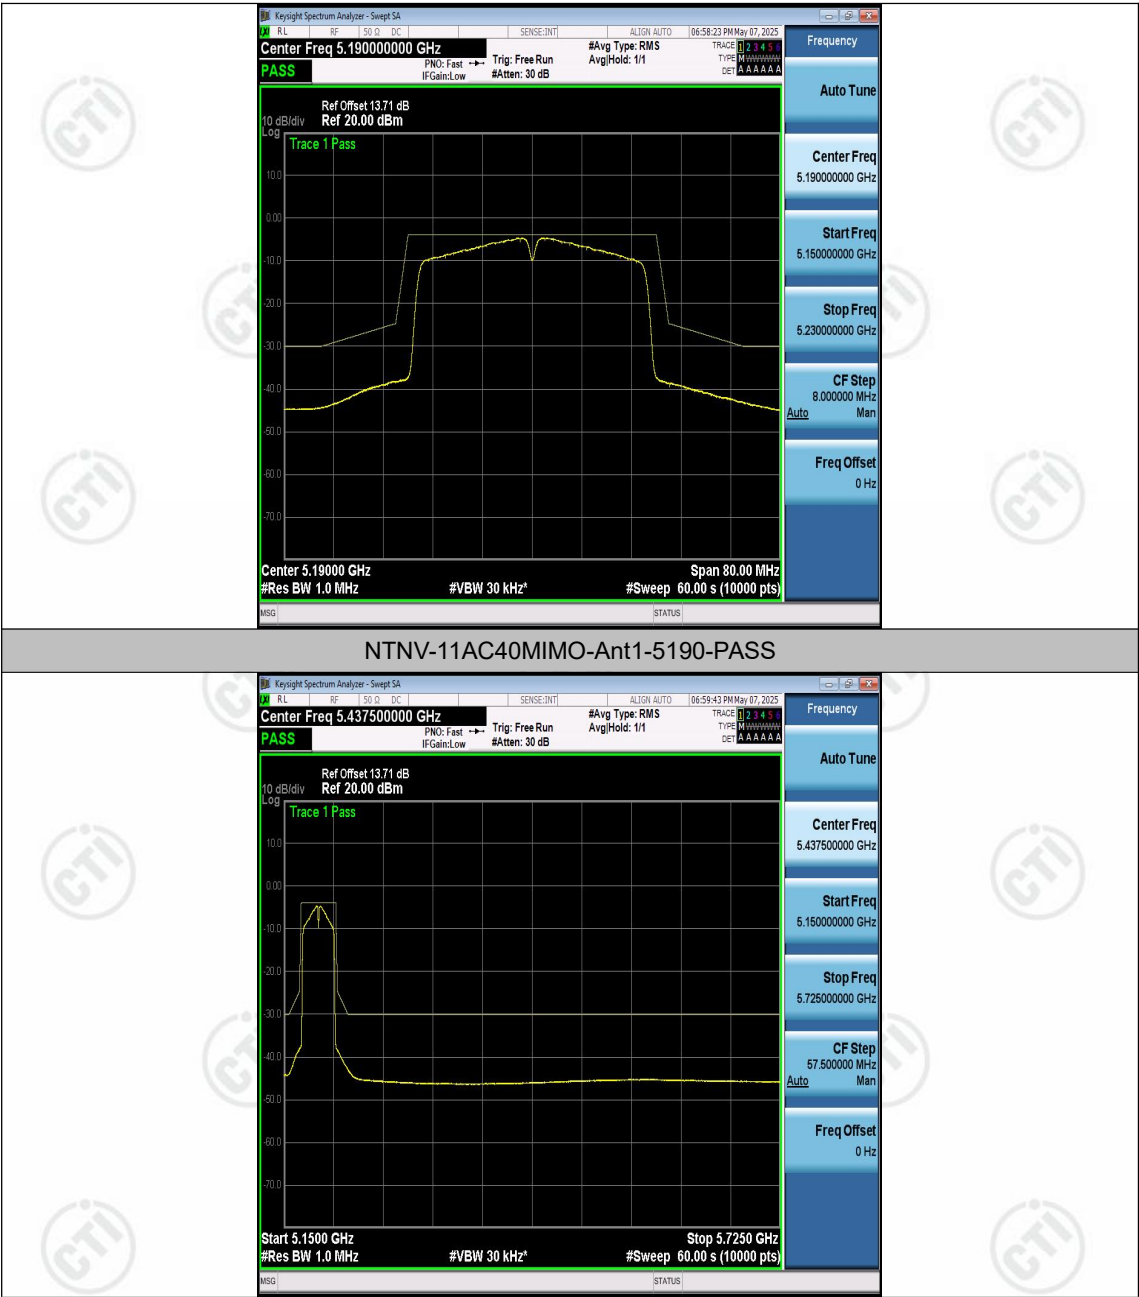 Keysight Spectrum Analyzer - Swept SA
RL RF 50 Ω DC SENSE:INT ALIGN AUTO 06:58:23 PM May 07, 2025
Center Freq 5.190000000 GHz #Avg Type: RMS TRACE 1 2 3 4 5 6
PASS PNO: Fast Trig: Free Run Avg|Hold: 1/1 TYPE M WWWWW
IFGain:Low #Atten: 30 dB DET A A A A A A
Ref Offset 13.71 dB
10 dB/div Ref 20.00 dBm
Log
Trace 1 Pass
10.0
0.00
-10.0
-20.0
-30.0
-40.0
-50.0
-60.0
-70.0
Center 5.19000 GHz Span 80.00 MHz
#Res BW 1.0 MHz #VBW 30 kHz* #Sweep 60.00 s (10000 pts)
MSG STATUS
Frequency
Auto Tune
Center Freq
5.190000000 GHz
Start Freq
5.150000000 GHz
Stop Freq
5.230000000 GHz
CF Step
8.000000 MHz
Auto Man
Freq Offset
0 Hz
NTNV-11AC40MIMO-Ant1-5190-PASS
Keysight Spectrum Analyzer - Swept SA
RL RF 50 Ω DC SENSE:INT ALIGN AUTO 06:59:43 PM May 07, 2025
Center Freq 5.437500000 GHz #Avg Type: RMS TRACE 1 2 3 4 5 6
PASS PNO: Fast Trig: Free Run Avg|Hold: 1/1 TYPE M WWWWW
IFGain:Low #Atten: 30 dB DET A A A A A A
Ref Offset 13.71 dB
10 dB/div Ref 20.00 dBm
Log
Trace 1 Pass
10.0
0.00
-10.0
-20.0
-30.0
-40.0
-50.0
-60.0
-70.0
Start 5.1500 GHz Stop 5.7250 GHz
#Res BW 1.0 MHz #VBW 30 kHz* #Sweep 60.00 s (10000 pts)
MSG STATUS
Frequency
Auto Tune
Center Freq
5.437500000 GHz
Start Freq
5.150000000 GHz
Stop Freq
5.725000000 GHz
CF Step
57.500000 MHz
Auto Man
Freq Offset
0 Hz
CTI
CTI
CTI
CTI
CTI
CTI
CTI
CTI
CTI
CTI
CTI
CTI